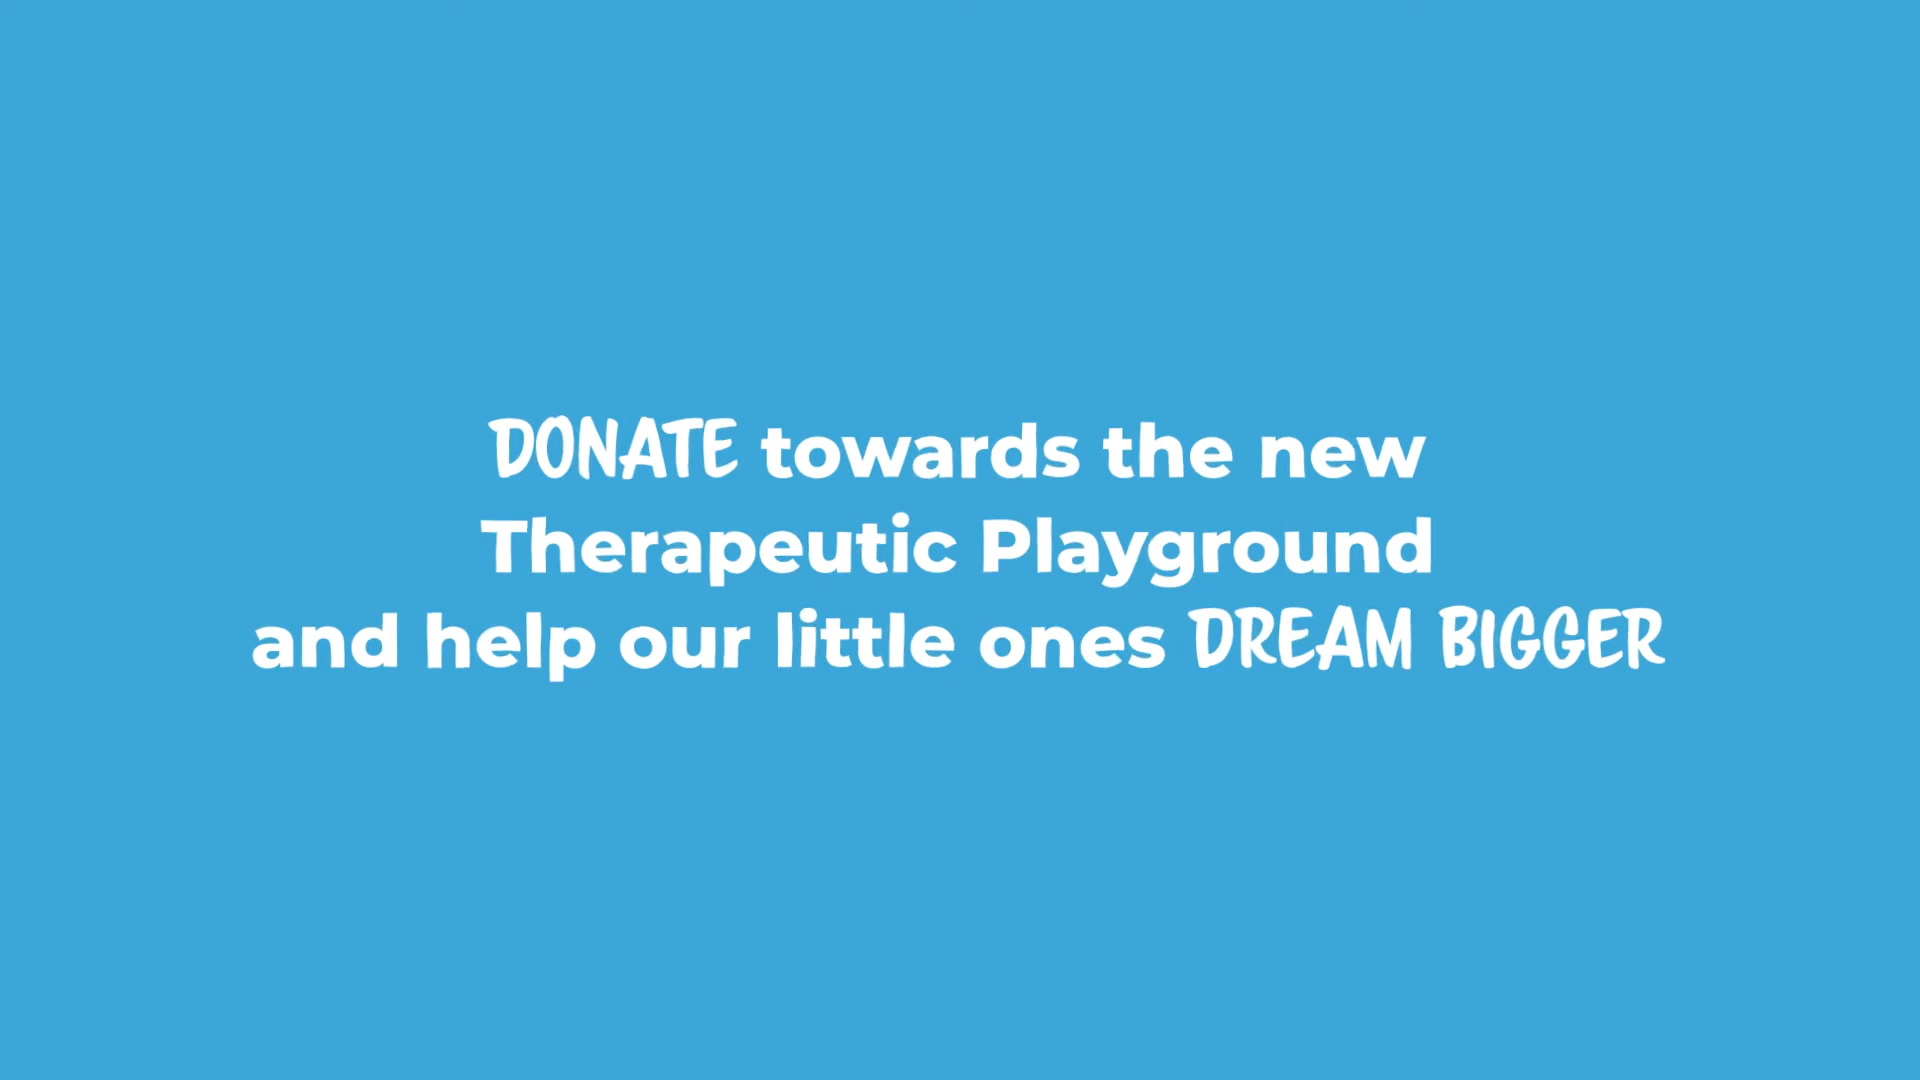 DONATE towards the new
Therapeutic Playground
and help our little ones DREAM BIGGER